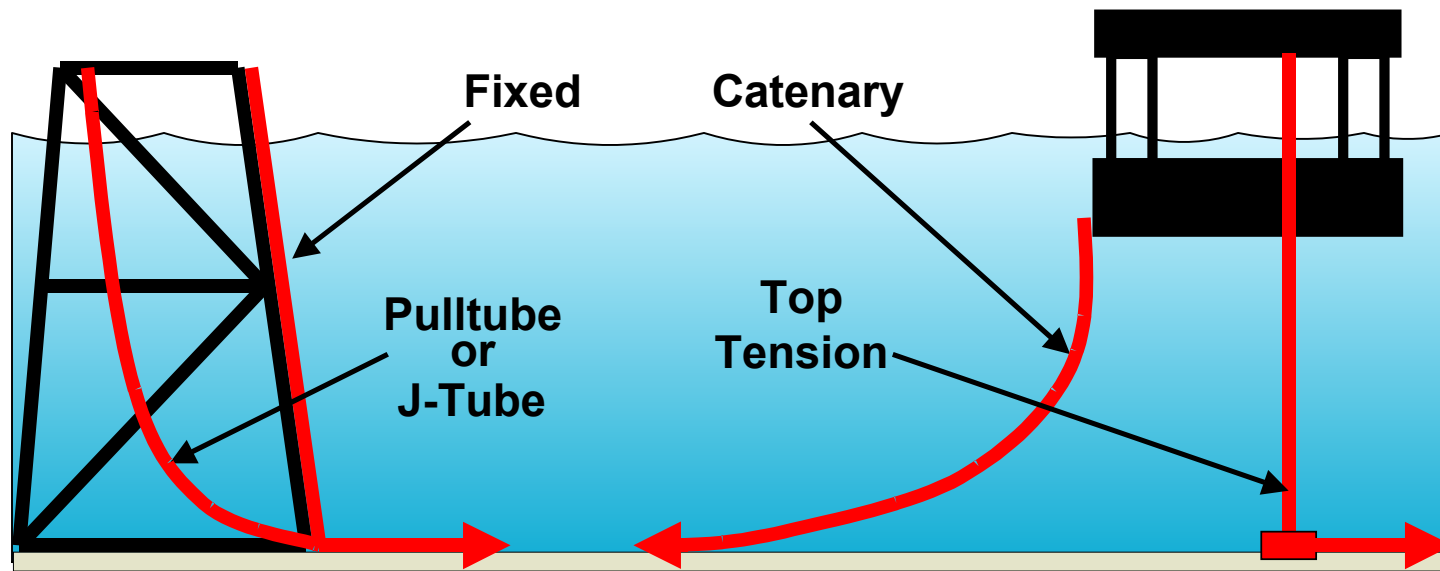 Fixed
Catenary
Pulltube
or
J-Tube
Top
Tension